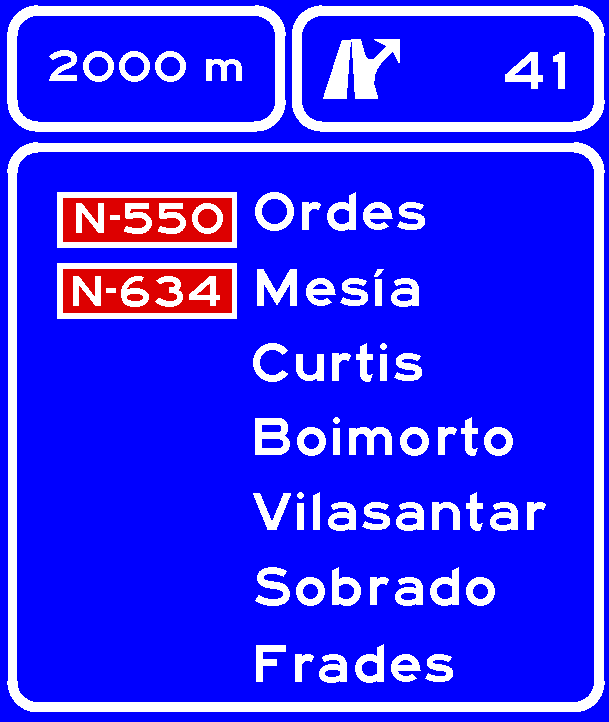 2000 m
41
N-550 Ordes
N-634 Mesía
Curtis
Boimorto
Vilasantar
Sobrado
Frades